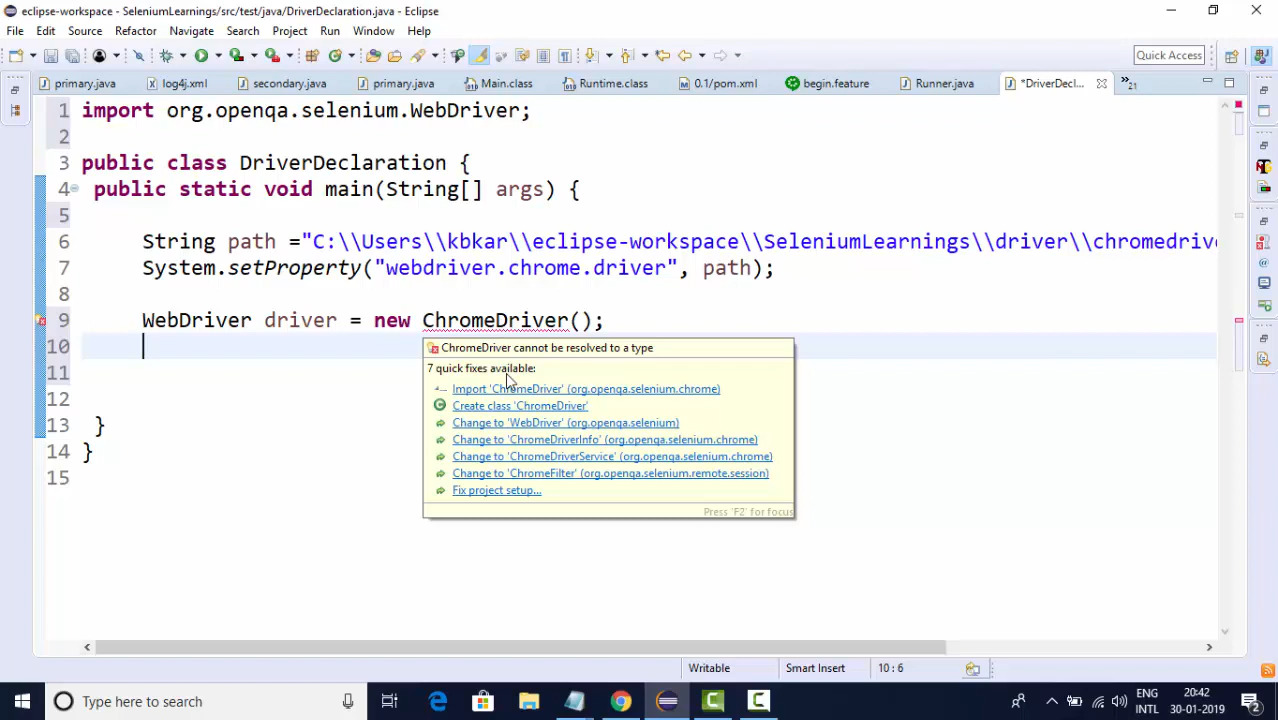 eclipse-workspace - SeleniumLearnings/src/test/java/DriverDeclaration.java - Eclipse
File Edit Source Refactor Navigate Search Project Run Window Help
Quick Access
primary.java log4j.xml secondary.java primary.java Main.class Runtime.class 0.1/pom.xml begin.feature Runner.java *DriverDecl... »21
1 import org.openqa.selenium.WebDriver;
2
3 public class DriverDeclaration {
4 public static void main(String[] args) {
5
6 String path ="C:\\Users\\kbkar\\eclipse-workspace\\SeleniumLearnings\\driver\\chromedrive
7 System.setProperty("webdriver.chrome.driver", path);
8
9 WebDriver driver = new ChromeDriver();
10
11
12
13 }
14 }
15
ChromeDriver cannot be resolved to a type
7 quick fixes available:
Import 'ChromeDriver' (org.openqa.selenium.chrome)
Create class 'ChromeDriver'
Change to 'WebDriver' (org.openqa.selenium)
Change to 'ChromeDriverInfo' (org.openqa.selenium.chrome)
Change to 'ChromeDriverService' (org.openqa.selenium.chrome)
Change to 'ChromeFilter' (org.openqa.selenium.remote.session)
Fix project setup...
Press 'F2' for focus
Writable Smart Insert 10 : 6
Type here to search
ENG
INTL
20:42
30-01-2019
2